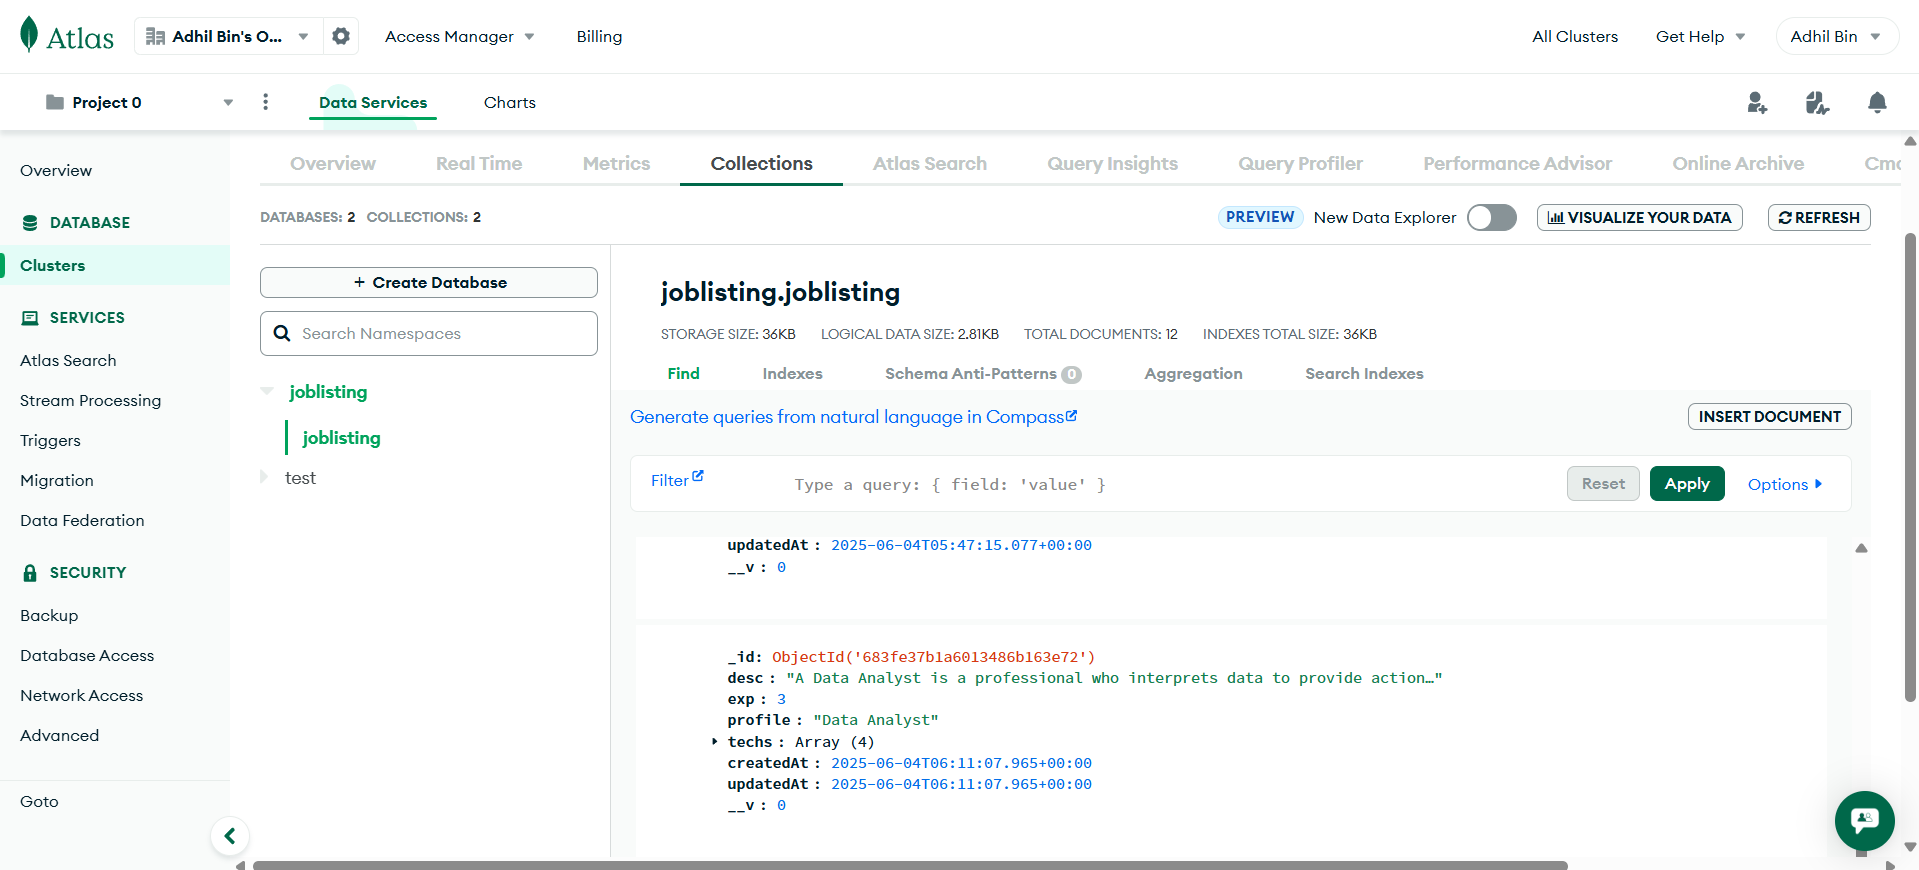 Atlas
Adhil Bin's O...
Access Manager
Billing
All Clusters
Get Help
Adhil Bin
Project 0
Data Services
Charts
Overview
DATABASE
Clusters
SERVICES
Atlas Search
Stream Processing
Triggers
Migration
Data Federation
SECURITY
Backup
Database Access
Network Access
Advanced
Goto
Overview
Real Time
Metrics
Collections
Atlas Search
Query Insights
Query Profiler
Performance Advisor
Online Archive
Cmd
DATABASES: 2 COLLECTIONS: 2
PREVIEW New Data Explorer
VISUALIZE YOUR DATA
REFRESH
+ Create Database
Search Namespaces
joblisting
joblisting
test
joblisting.joblisting
STORAGE SIZE: 36KB LOGICAL DATA SIZE: 2.81KB TOTAL DOCUMENTS: 12 INDEXES TOTAL SIZE: 36KB
Find
Indexes
Schema Anti-Patterns 0
Aggregation
Search Indexes
Generate queries from natural language in Compass
INSERT DOCUMENT
Filter
Type a query: { field: 'value' }
Reset
Apply
Options
updatedAt : 2025-06-04T05:47:15.077+00:00
__v : 0
_id: ObjectId('683fe37b1a6013486b163e72')
desc : "A Data Analyst is a professional who interprets data to provide action…"
exp : 3
profile : "Data Analyst"
techs : Array (4)
createdAt : 2025-06-04T06:11:07.965+00:00
updatedAt : 2025-06-04T06:11:07.965+00:00
__v : 0